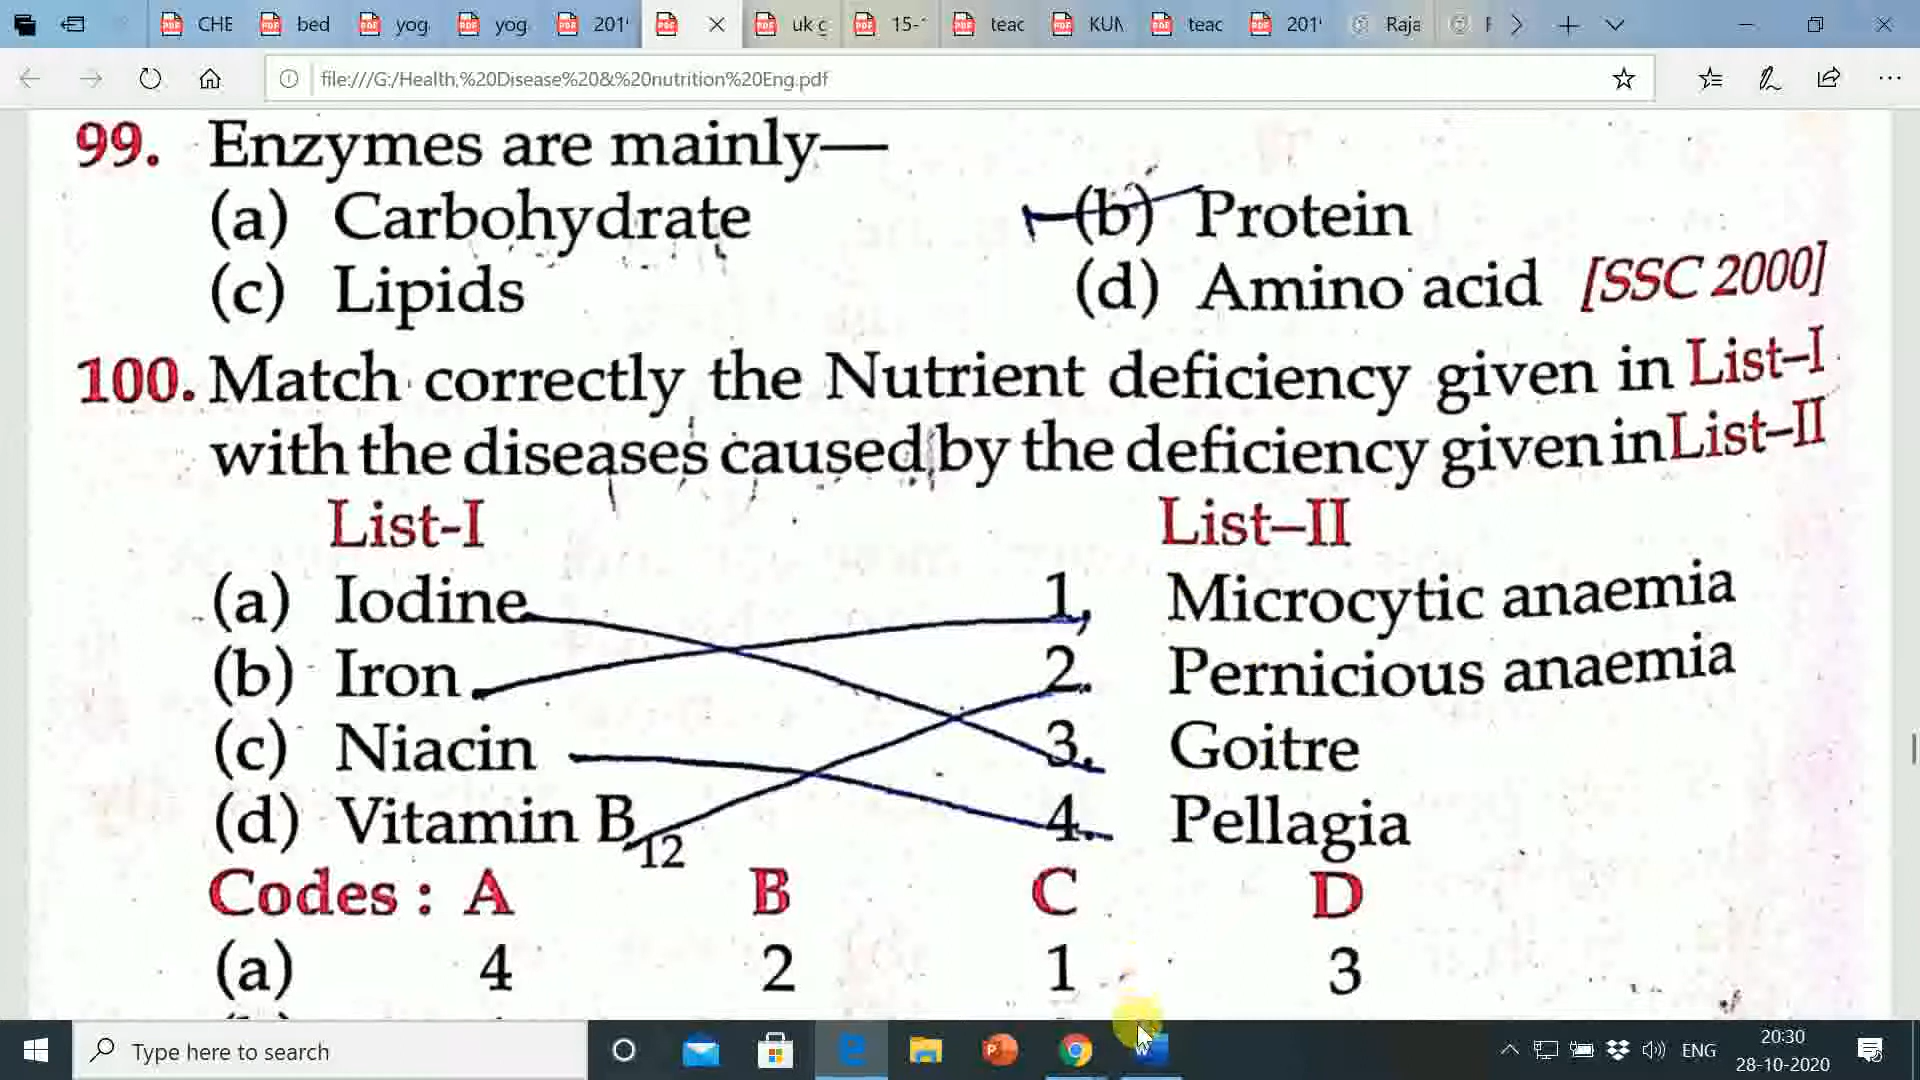 CHE bed yog yog 201' uk g 15-1 teac KUM teac 201' Raja
file:///G:/Health,%20Disease%20&%20nutrition%20Eng.pdf
99. Enzymes are mainly—
(a) Carbohydrate (b) Protein
(c) Lipids (d) Amino acid [SSC 2000]
100. Match correctly the Nutrient deficiency given in List–I
with the diseases caused by the deficiency given in List–II
List-I List–II
(a) Iodine 1, Microcytic anaemia
(b) Iron 2. Pernicious anaemia
(c) Niacin 3. Goitre
(d) Vitamin B12 4. Pellagia
Codes : A B C D
(a) 4 2 1 3
Type here to search
ENG
20:30
28-10-2020